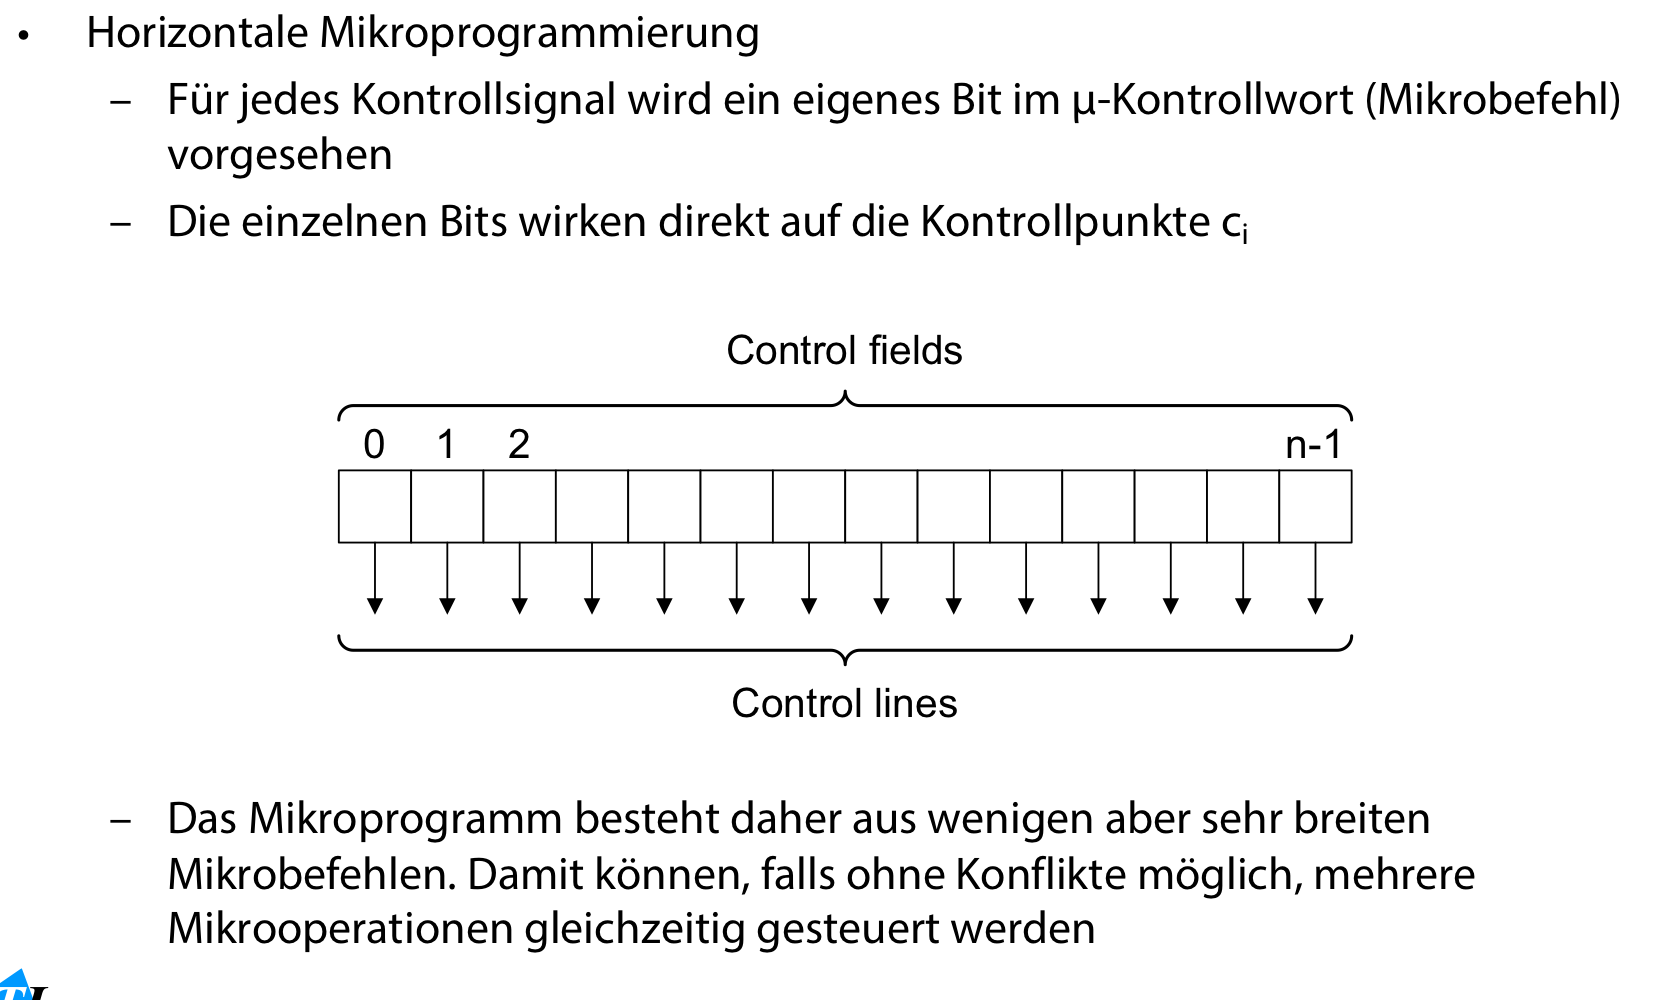 • Horizontale Mikroprogrammierung
– Für jedes Kontrollsignal wird ein eigenes Bit im µ-Kontrollwort (Mikrobefehl)
vorgesehen
– Die einzelnen Bits wirken direkt auf die Kontrollpunkte cᵢ
Control fields
0 1 2 n-1
Control lines
– Das Mikroprogramm besteht daher aus wenigen aber sehr breiten
Mikrobefehlen. Damit können, falls ohne Konflikte möglich, mehrere
Mikrooperationen gleichzeitig gesteuert werden